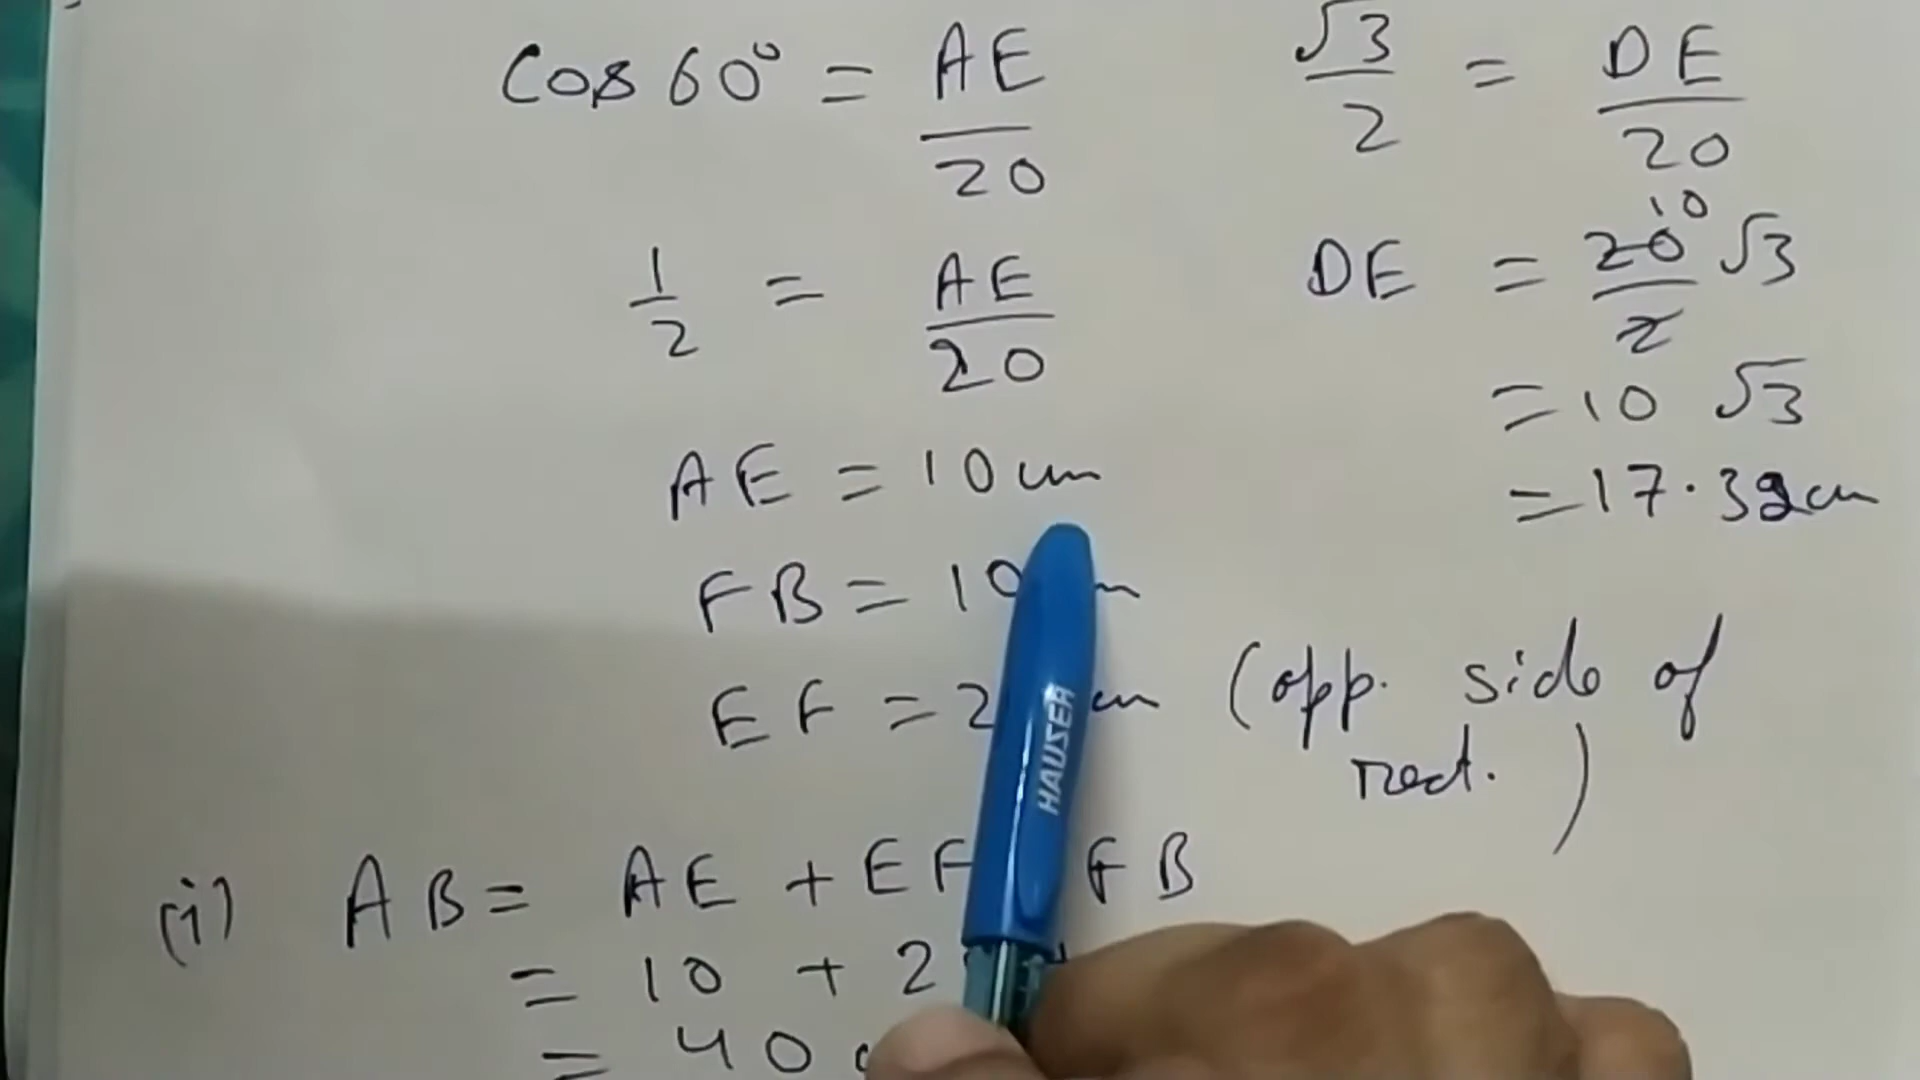 Cos 60° = AE/20
1/2 = AE/20
AE = 10 cm
FB = 10
EF = 2 cm (opp. side of rect.)
(i) AB = AE + EF FB
= 10 + 2
= 40
√3/2 = DE/20
DE = 20/2 √3
10
= 10 √3
= 17.32 cm
HAUSER